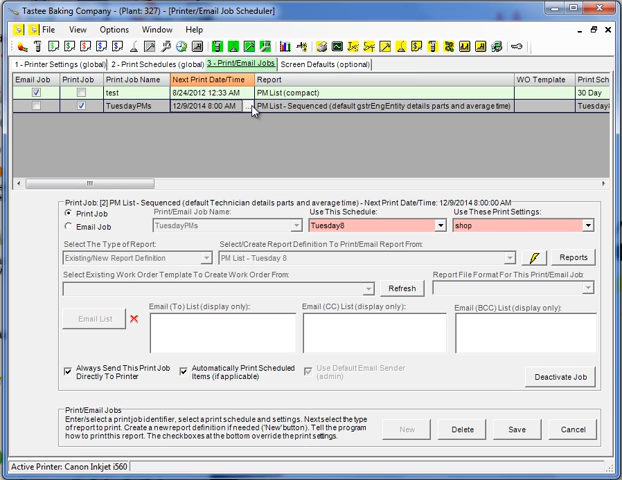 Tastee Baking Company - (Plant: 327) - [Printer/Email Job Scheduler]
File View Options Window
1 - Printer Settings (global) 2 - Print Schedules (global) 3 - Print/Email Jobs Screen Defaults (optional)
Email Job Print Job Print Job Name Next Print Date/Time Report WO Template Print Sch
test 8/24/2012 12:33 AM PM List (compact) 30 Day
TuesdayPMs 12/9/2014 8:00 AM ... PM List - Sequenced (default gstrEngEntity details parts and average time) Tuesday8
Print Job: [2] PM List - Sequenced (default Technician details parts and average time) - Next Print Date/Time: 12/9/2014 8:00:00 AM
Print Job Print/Email Job Name: Use This Schedule: Use These Print Settings:
Email Job TuesdayPMs Tuesday8 shop
Select The Type of Report: Select/Create Report Definition To Print/Email Report From:
Existing/New Report Definition PM List - Tuesday 8 Reports
Select Existing Work Order Template To Create Work Order From: Report File Format For This Print/Email Job:
Refresh
Email (To) List (display only): Email (CC) List (display only): Email (BCC) List (display only):
Email List
Always Send This Print Job Directly To Printer
Automatically Print Scheduled Items (if applicable)
Use Default Email Sender (admin)
Deactivate Job
Print/Email Jobs
Enter/select a print job identifier, select a print schedule and settings. Next select the type
of report to print. Create a new report definition if needed ('New' button). Tell the program
how to print this report. The checkboxes at the bottom override the print settings.
New Delete Save Cancel
Active Printer: Canon Inkjet i560